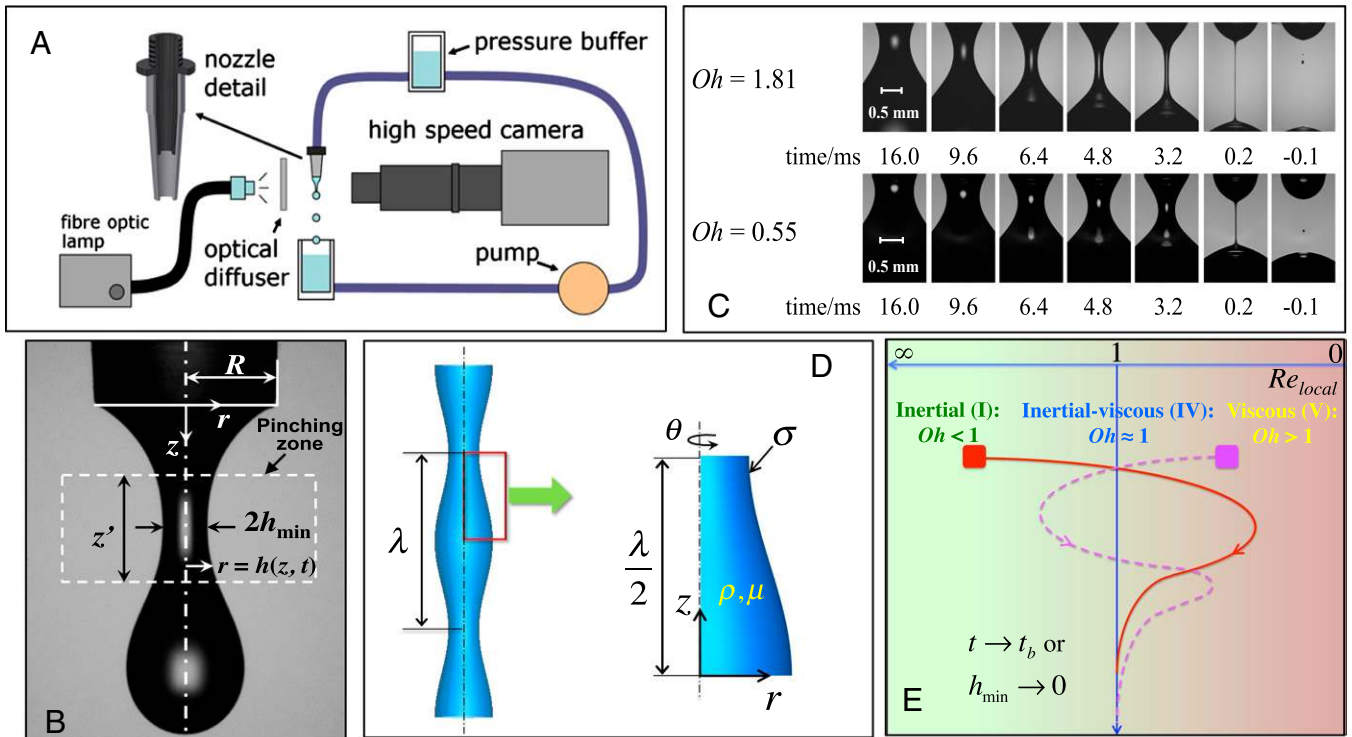 A
nozzle
detail
pressure buffer
high speed camera
fibre optic
lamp
optical
diffuser
pump
C
Oh = 1.81
0.5 mm
time/ms 16.0 9.6 6.4 4.8 3.2 0.2 -0.1
Oh = 0.55
0.5 mm
time/ms 16.0 9.6 6.4 4.8 3.2 0.2 -0.1
B
R
r
z
Pinching
zone
z'
2hmin
r = h(z, t)
D
λ
θ
σ
λ
2
z
ρ,μ
r
E
∞ 1 0
Relocal
Inertial (I):
Oh < 1
Inertial-viscous (IV):
Oh ≈ 1
Viscous (V):
Oh > 1
t → tb or
hmin → 0